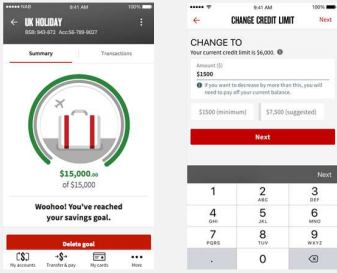 NAB
9:41 AM
100%
UK HOLIDAY
BSB: 943-872 Acc:56-789-9037
Summary
Transactions
$15,000.00
of $15,000
Woohoo! You've reached
your savings goal.
Delete goal
My accounts
Transfer & pay
My cards
More
9:41 AM
100%
CHANGE CREDIT LIMIT
Next
CHANGE TO
Your current credit limit is $6,000.
Amount ($)
$1500
If you want to decrease by more than this, you will
need to pay off your current balance.
$1500 (minimum)
$7,500 (suggested)
Next
Next
1
2
ABC
3
DEF
4
GHI
5
JKL
6
MNO
7
PQRS
8
TUV
9
WXYZ
.
0